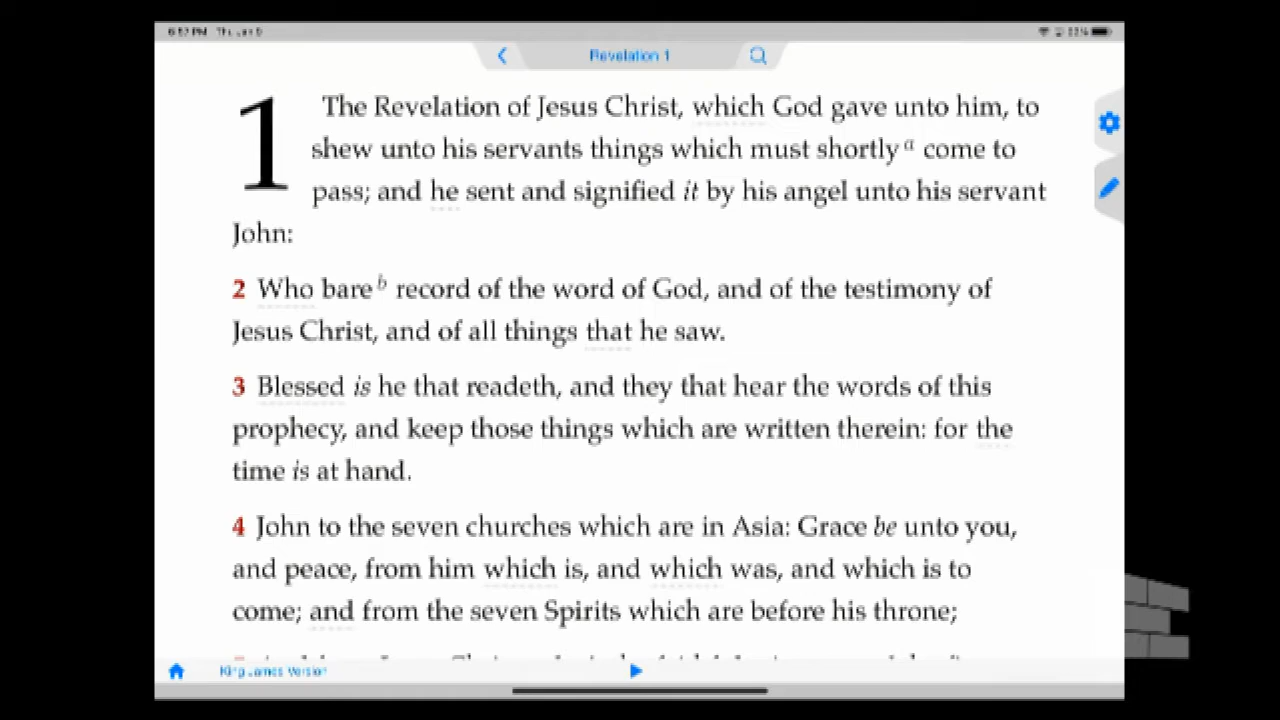 6:57 PM
Revelation 1
1 The Revelation of Jesus Christ, which God gave unto him, to
shew unto his servants things which must shortly a come to
pass; and he sent and signified it by his angel unto his servant
John:
2 Who bare b record of the word of God, and of the testimony of
Jesus Christ, and of all things that he saw.
3 Blessed is he that readeth, and they that hear the words of this
prophecy, and keep those things which are written therein: for the
time is at hand.
4 John to the seven churches which are in Asia: Grace be unto you,
and peace, from him which is, and which was, and which is to
come; and from the seven Spirits which are before his throne;
King James Version